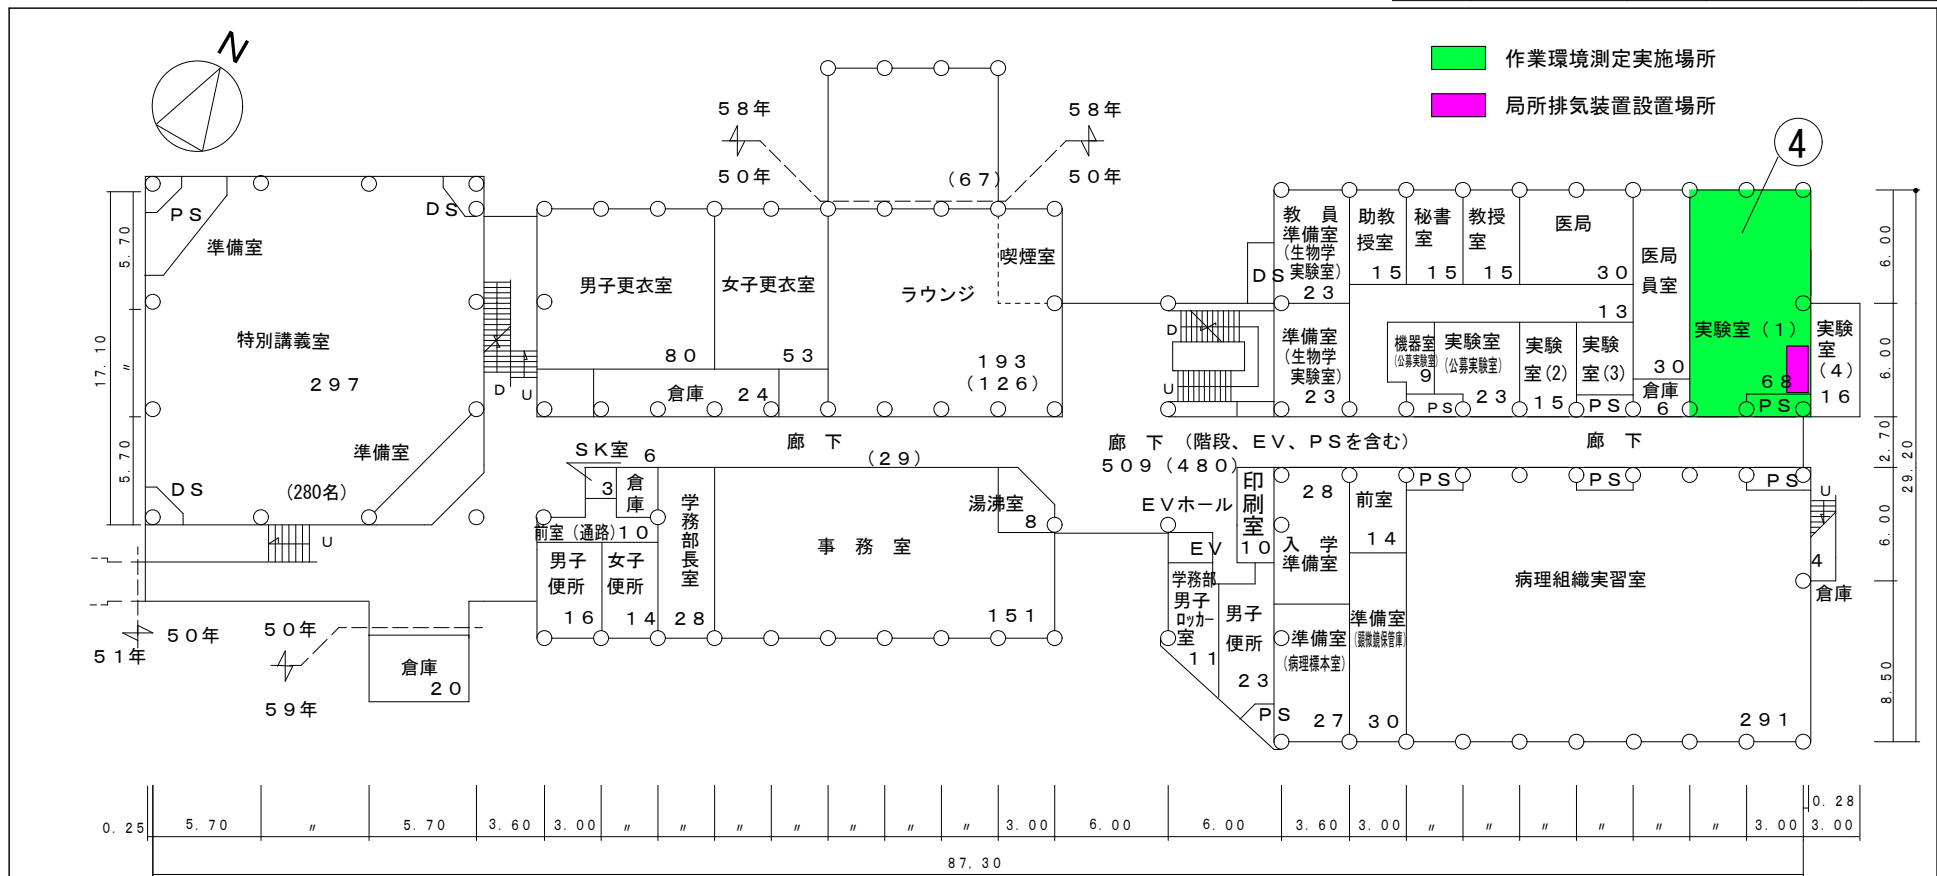 N
作業環境測定実施場所
局所排気装置設置場所
④
58年
50年
58年
50年
(67)
PS
準備室
DS
特別講義室
297
準備室
DS
(280名)
U
D
U
男子更衣室
80
女子更衣室
53
倉庫
24
ラウンジ
喫煙室
193
(126)
DS
D
U
教員
準備室
(生物学
実験室)
23
準備室
(生物学
実験室)
23
助教
授室
15
秘書
室
15
教授
室
15
医局
30
13
医局
員室
30
機器室
(公募実験室)
9
実験室
(公募実験室)
23
PS
実験
室(2)
15
実験
室(3)
PS
倉庫
6
実験室(1)
68
PS
実験
室
(4)
16
廊下
(29)
廊下 (階段、EV、PSを含む)
509(480)
廊下
SK室
6
3
倉庫
前室(通路)10
男子
便所
16
女子
便所
14
学務部長室
28
事務室
151
湯沸室
8
EVホール
EV
印刷室
10
学務部
男子
ロッカー
室
11
男子
便所
23
PS
28
入学
準備室
準備室
(病理標本室)
27
前室
14
準備室
(顕微鏡保管庫)
30
PS
PS
PS
病理組織実習室
291
U
4
倉庫
50年
51年
50年
59年
倉庫
20
5.70
〃
5.70
17.10
6.00
6.00
2.70
6.00
8.50
29.20
0.25
5.70
〃
5.70
3.60
3.00
〃
〃
〃
〃
〃
〃
〃
3.00
6.00
6.00
3.60
3.00
〃
〃
〃
〃
〃
〃
3.00
0.28
3.00
87.30